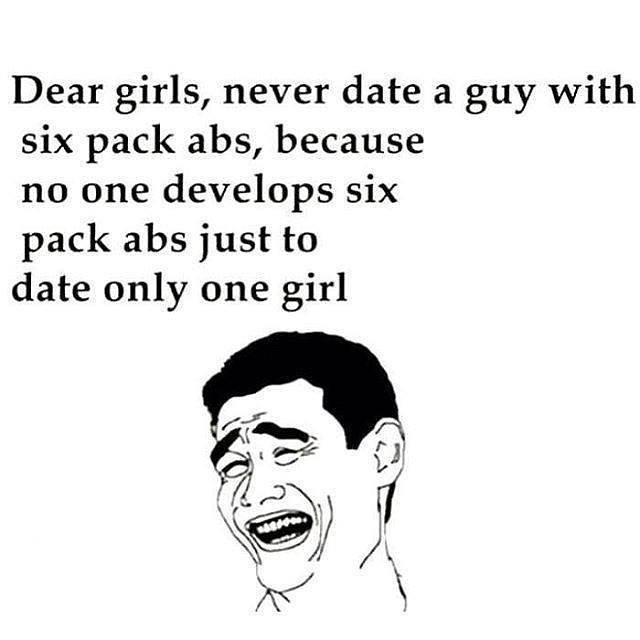 Dear girls, never date a guy with
six pack abs, because
no one develops six
pack abs just to
date only one girl